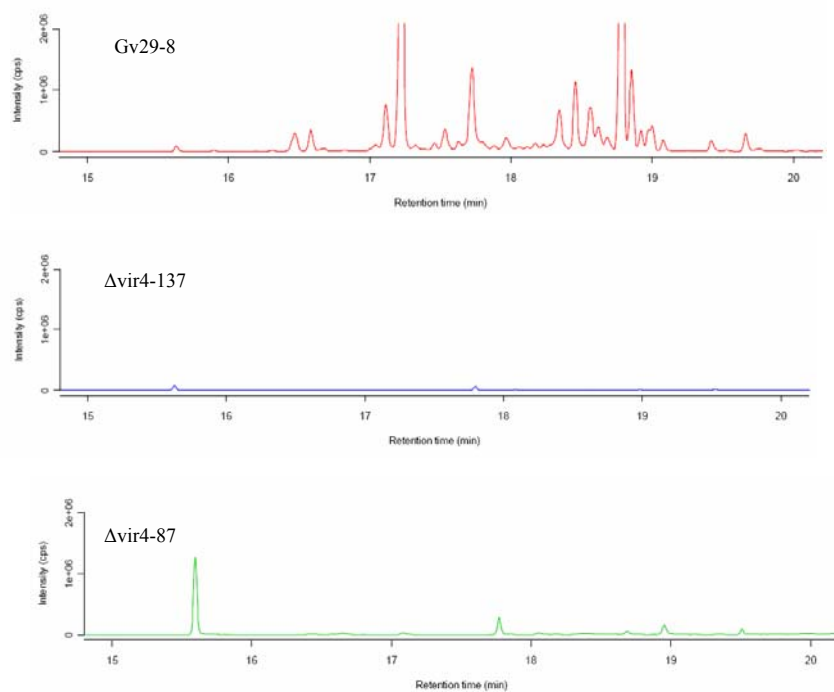 Gv29-8
Intensity (cps)
2e+06
1e+06
0
15 16 17 18 19 20
Retention time (min)
Δvir4-137
Intensity (cps)
2e+06
1e+06
0
15 16 17 18 19 20
Retention time (min)
Δvir4-87
Intensity (cps)
2e+06
1e+06
0
15 16 17 18 19 20
Retention time (min)